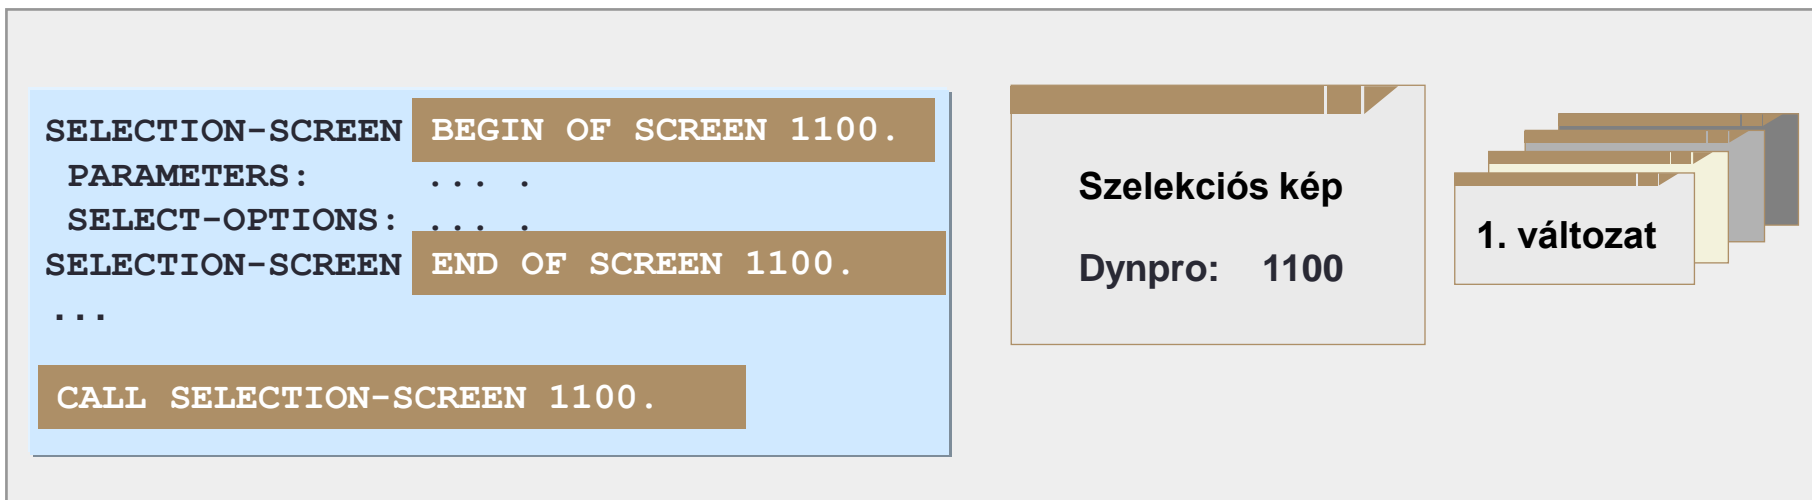 SELECTION-SCREEN BEGIN OF SCREEN 1100.
PARAMETERS: ... .
SELECT-OPTIONS: ... .
SELECTION-SCREEN END OF SCREEN 1100.
...
CALL SELECTION-SCREEN 1100.
Szelekciós kép
Dynpro: 1100
1. változat